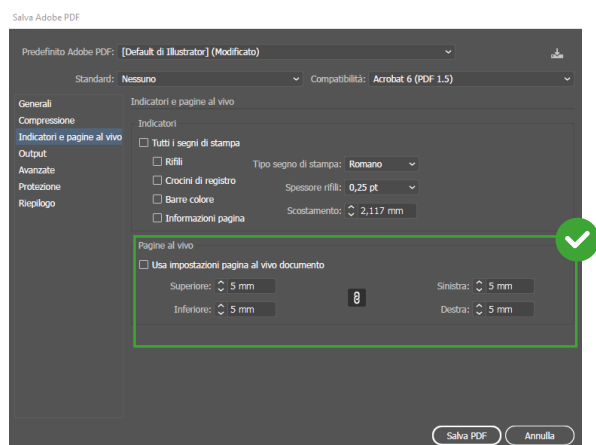 Salva Adobe PDF
Predefinito Adobe PDF: [Default di Illustrator] (Modificato)
Standard: Nessuno Compatibilità: Acrobat 6 (PDF 1.5)
Generali
Compressione
Indicatori e pagine al vivo
Output
Avanzate
Protezione
Riepilogo
Indicatori e pagine al vivo
Indicatori
Tutti i segni di stampa
Rifili
Crocini di registro
Barre colore
Informazioni pagina
Tipo segno di stampa: Romano
Spessore rifili: 0,25 pt
Scostamento: 2,117 mm
Pagine al vivo
Usa impostazioni pagina al vivo documento
Superiore: 5 mm Sinistra: 5 mm
Inferiore: 5 mm Destra: 5 mm
Salva PDF Annulla